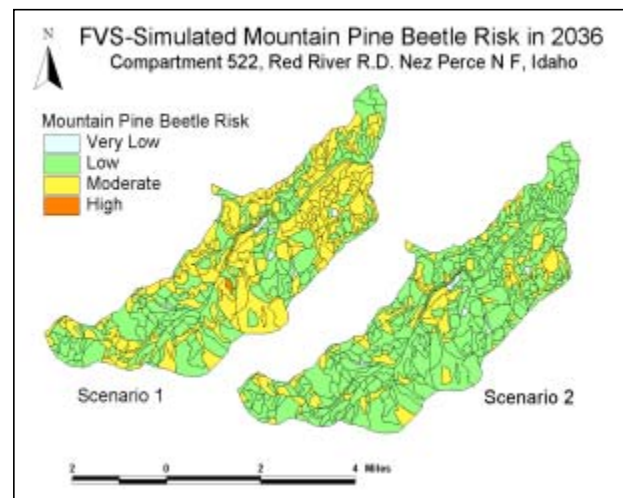 N
FVS-Simulated Mountain Pine Beetle Risk in 2036
Compartment 522, Red River R.D. Nez Perce N F, Idaho
Mountain Pine Beetle Risk
Very Low
Low
Moderate
High
Scenario 1
Scenario 2
2 0 2 4 Miles